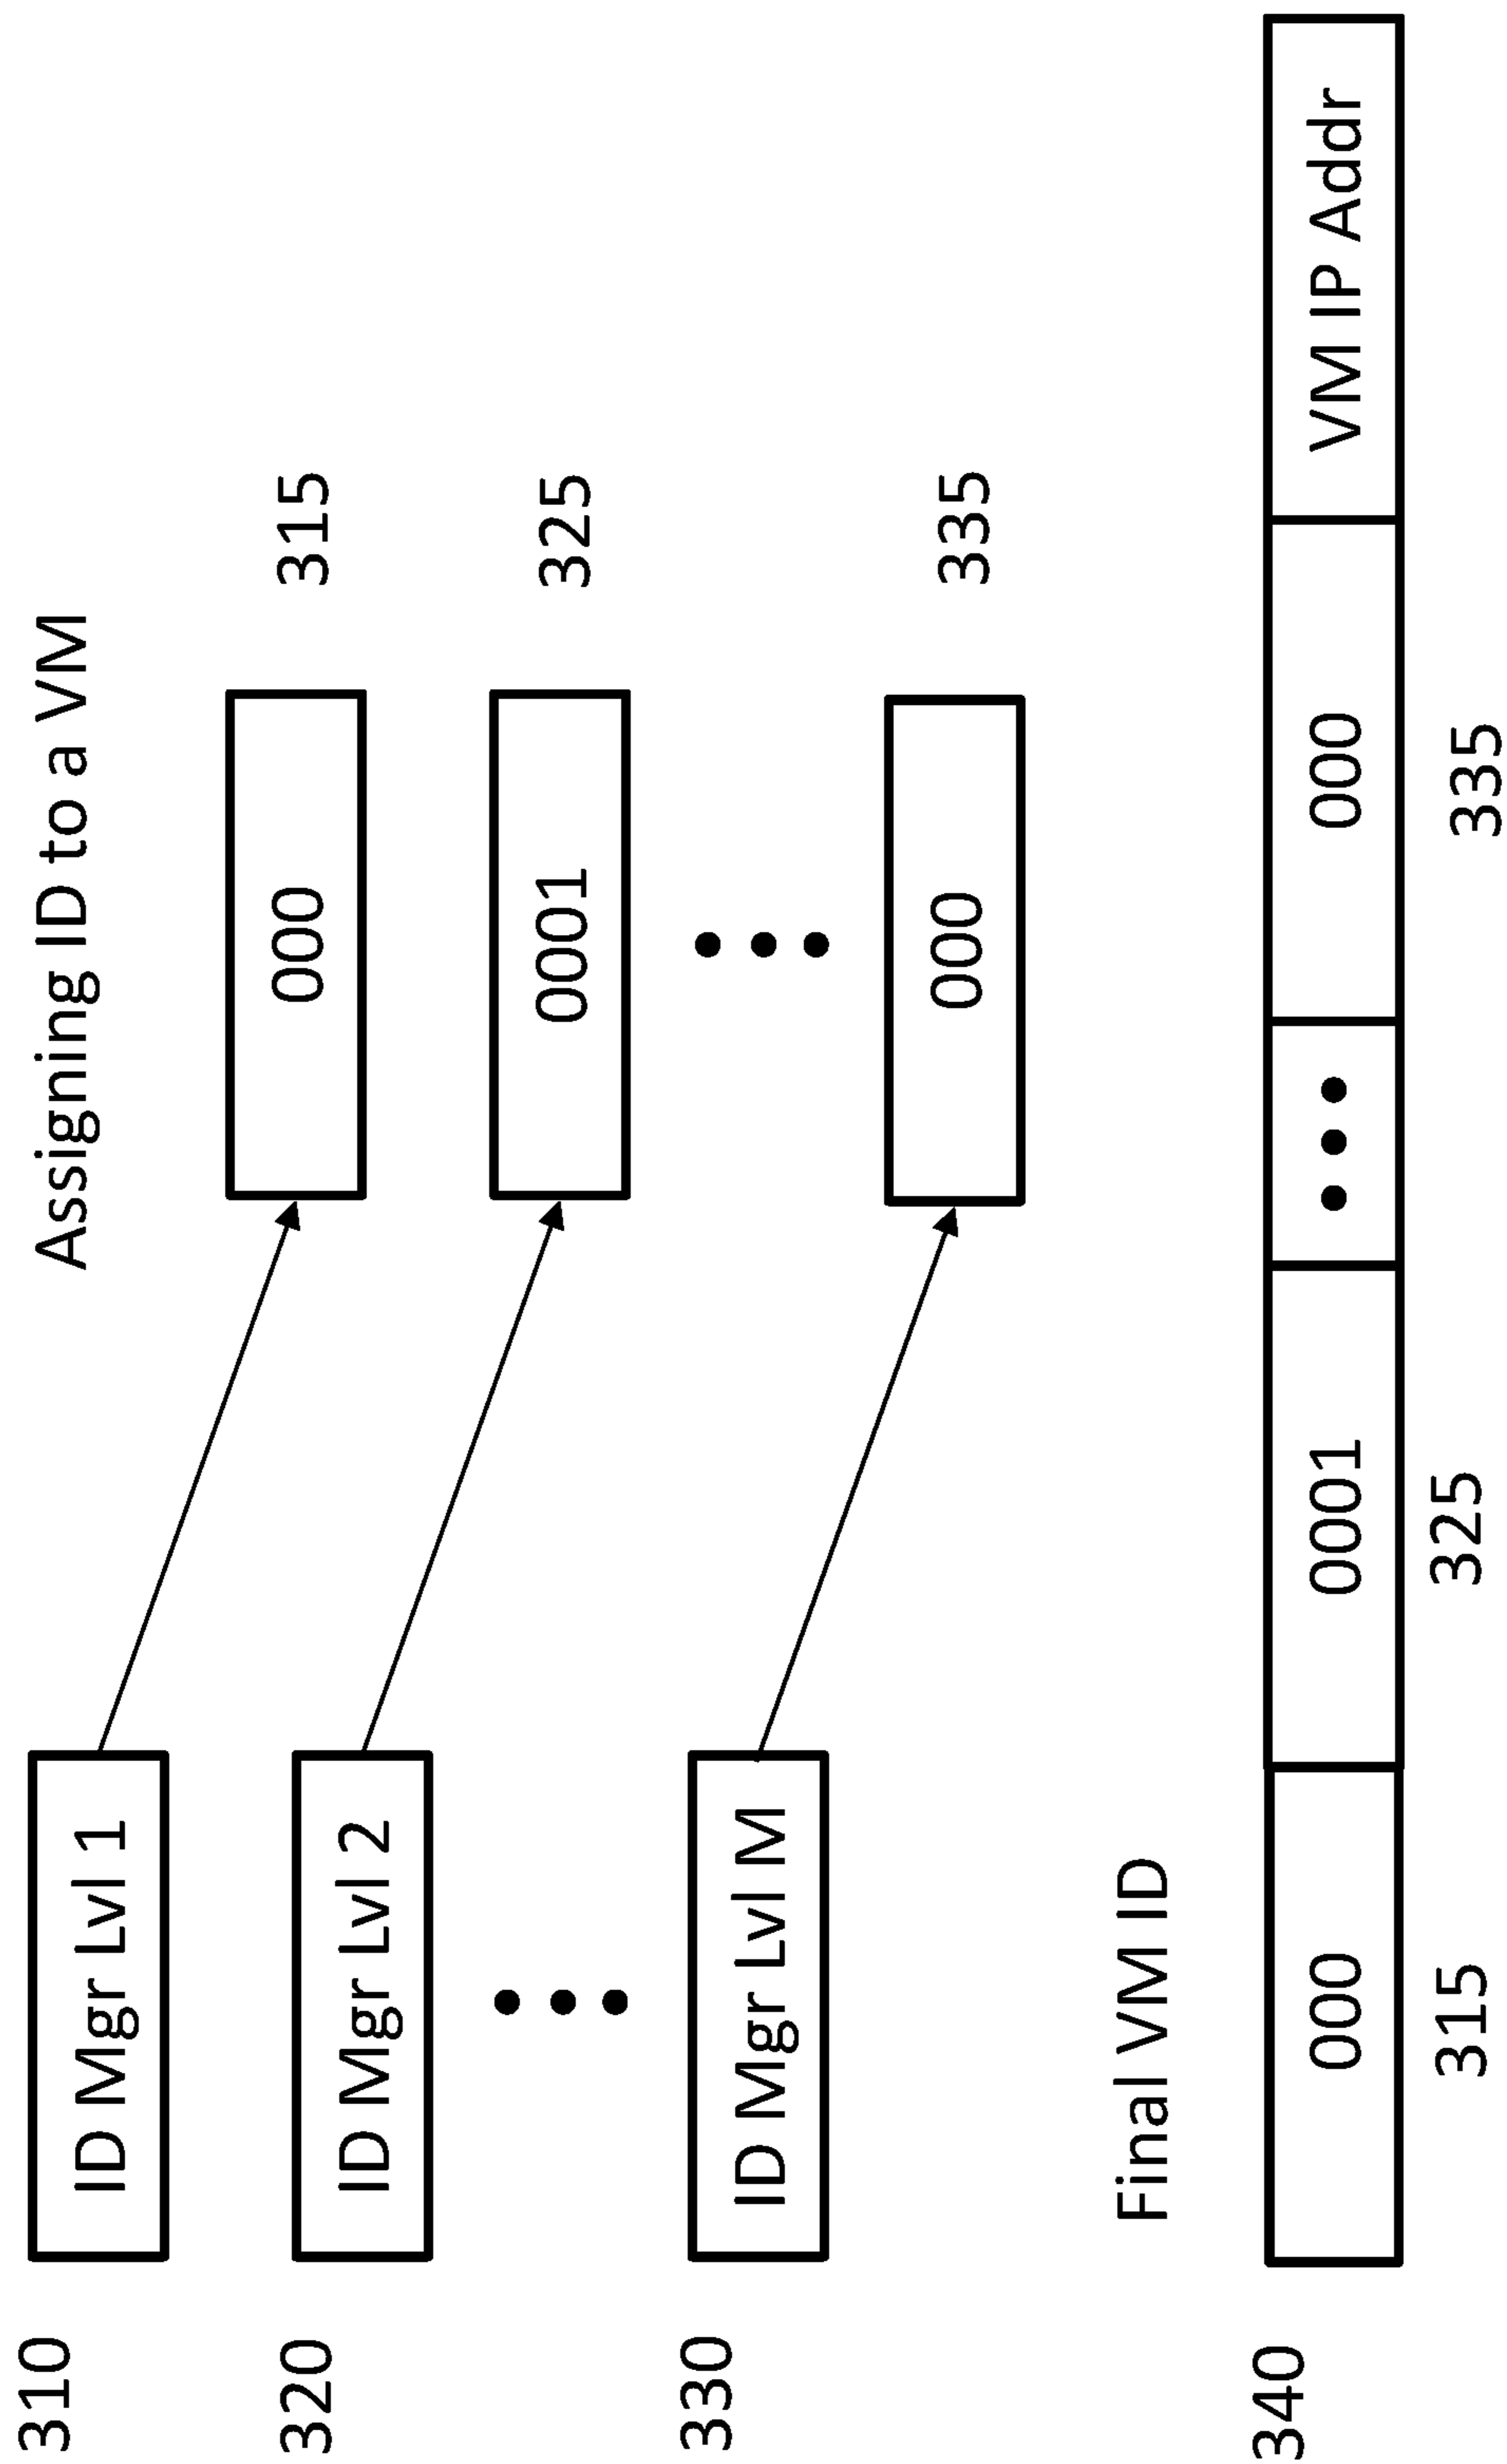 Assigning ID to a VM
310
ID Mgr Lvl 1
000
315
320
ID Mgr Lvl 2
0001
325
330
ID Mgr Lvl M
000
335
Final VM ID
340
000
0001
000
VM IP Addr
315
325
335